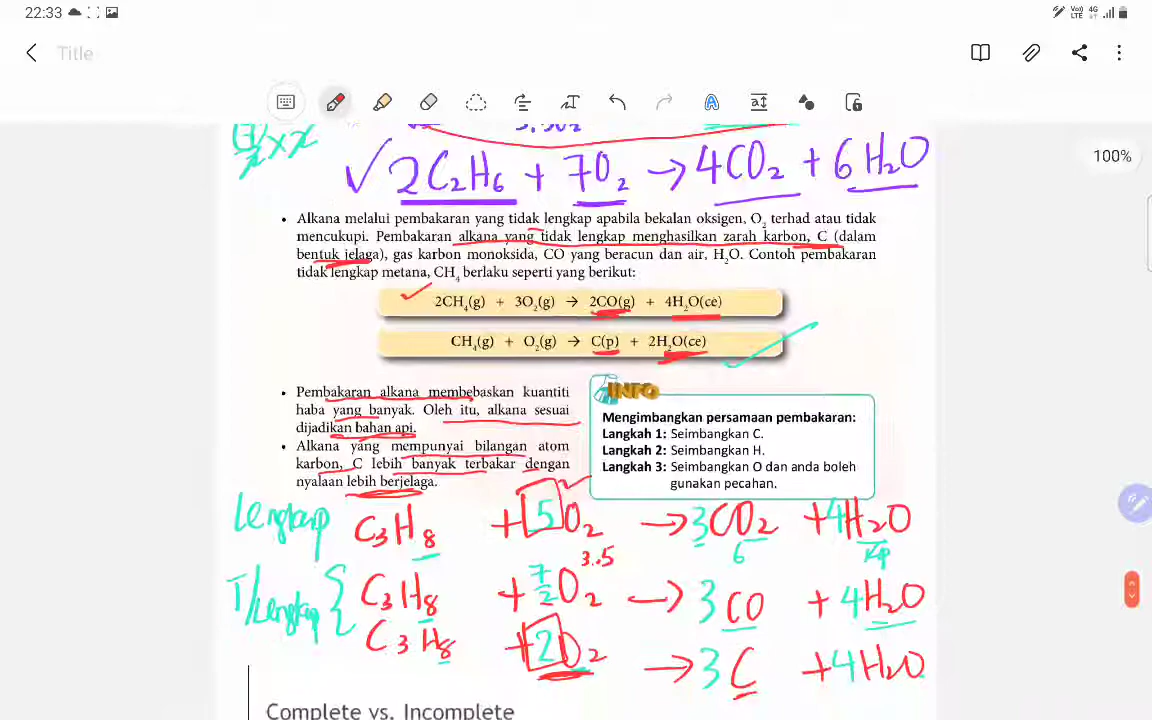 22:33
Title
100%
√ 2C₂H₆ + 7O₂ → 4CO₂ + 6H₂O
• Alkana melalui pembakaran yang tidak lengkap apabila bekalan oksigen, O₂ terhad atau tidak
mencukupi. Pembakaran alkana yang tidak lengkap menghasilkan zarah karbon, C (dalam
bentuk jelaga), gas karbon monoksida, CO yang beracun dan air, H₂O. Contoh pembakaran
tidak lengkap metana, CH₄ berlaku seperti yang berikut:
2CH₄(g) + 3O₂(g) → 2CO(g) + 4H₂O(ce)
CH₄(g) + O₂(g) → C(p) + 2H₂O(ce)
• Pembakaran alkana membebaskan kuantiti
haba yang banyak. Oleh itu, alkana sesuai
dijadikan bahan api.
• Alkana yang mempunyai bilangan atom
karbon, C lebih banyak terbakar dengan
nyalaan lebih berjelaga.
INFO
Mengimbangkan persamaan pembakaran:
Langkah 1: Seimbangkan C.
Langkah 2: Seimbangkan H.
Langkah 3: Seimbangkan O dan anda boleh
gunakan pecahan.
Lengkap C₃H₈ + 5O₂ → 3CO₂ + 4H₂O
3.5 6
T/Lengkap { C₃H₈ + 7/2 O₂ → 3CO + 4H₂O
C₃H₈ + 2O₂ → 3C + 4H₂O
Complete vs. Incomplete